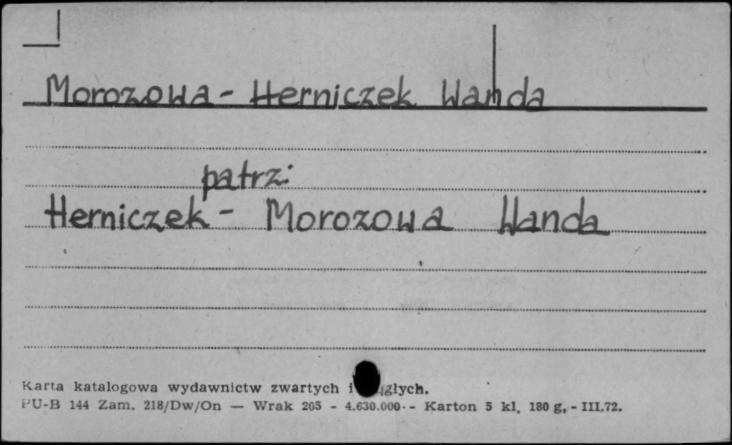 Morozowa - Herniczek Wanda
patrz:
Herniczek - Morozowa Wanda
Karta katalogowa wydawnictw zwartych i
PU-B 144 Zam. 218/Dw/On — Wrak 265 - 4.630.000 - Karton 5 kl. 180 g. - III.72.